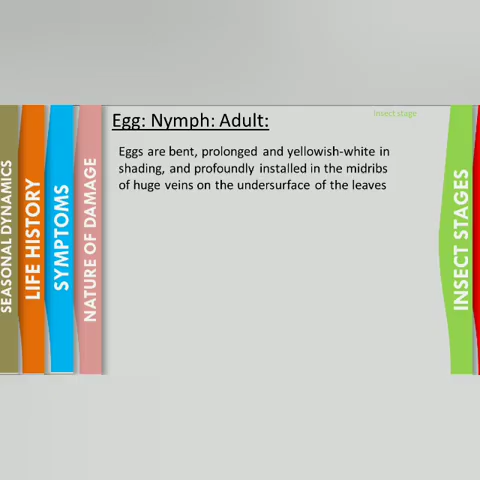 Insect stage
Egg: Nymph: Adult:
Eggs are bent, prolonged and yellowish-white in
shading, and profoundly installed in the midribs
of huge veins on the undersurface of the leaves
SEASONAL DYNAMICS
LIFE HISTORY
SYMPTOMS
NATURE OF DAMAGE
INSECT STAGES